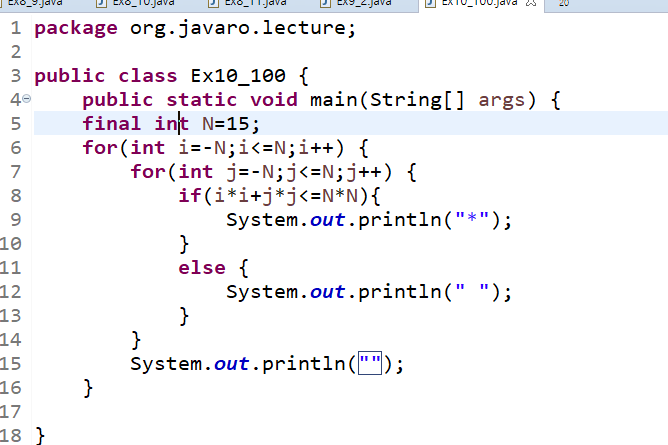 Ex8_9.java Ex8_10.java Ex8_11.java Ex9_2.java Ex10_100.java 20
1 package org.javaro.lecture;
2
3 public class Ex10_100 {
4 public static void main(String[] args) {
5 final int N=15;
6 for(int i=-N;i<=N;i++) {
7 for(int j=-N;j<=N;j++) {
8 if(i*i+j*j<=N*N){
9 System.out.println("*");
10 }
11 else {
12 System.out.println(" ");
13 }
14 }
15 System.out.println("");
16 }
17
18 }